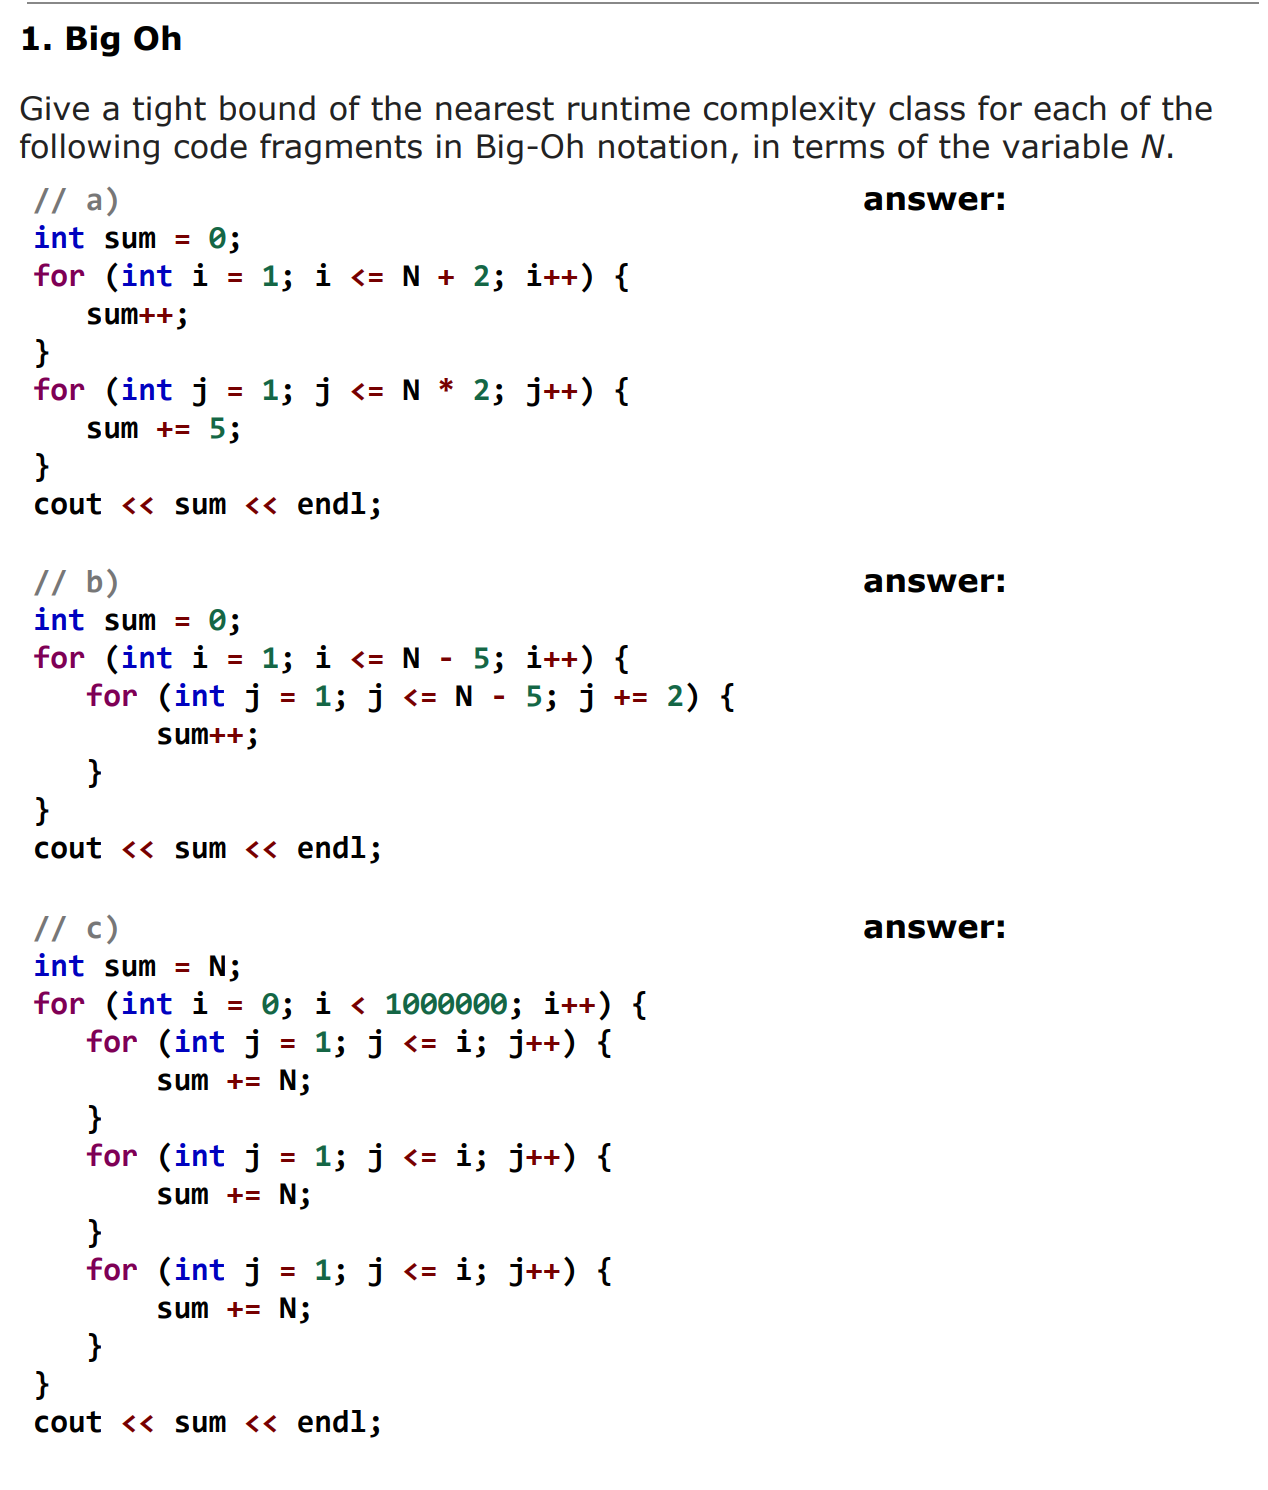 1. Big Oh
Give a tight bound of the nearest runtime complexity class for each of the
following code fragments in Big-Oh notation, in terms of the variable N.
// a) answer:
int sum = 0;
for (int i = 1; i <= N + 2; i++) {
   sum++;
}
for (int j = 1; j <= N * 2; j++) {
   sum += 5;
}
cout << sum << endl;
// b) answer:
int sum = 0;
for (int i = 1; i <= N - 5; i++) {
   for (int j = 1; j <= N - 5; j += 2) {
       sum++;
   }
}
cout << sum << endl;
// c) answer:
int sum = N;
for (int i = 0; i < 1000000; i++) {
   for (int j = 1; j <= i; j++) {
       sum += N;
   }
   for (int j = 1; j <= i; j++) {
       sum += N;
   }
   for (int j = 1; j <= i; j++) {
       sum += N;
   }
}
cout << sum << endl;